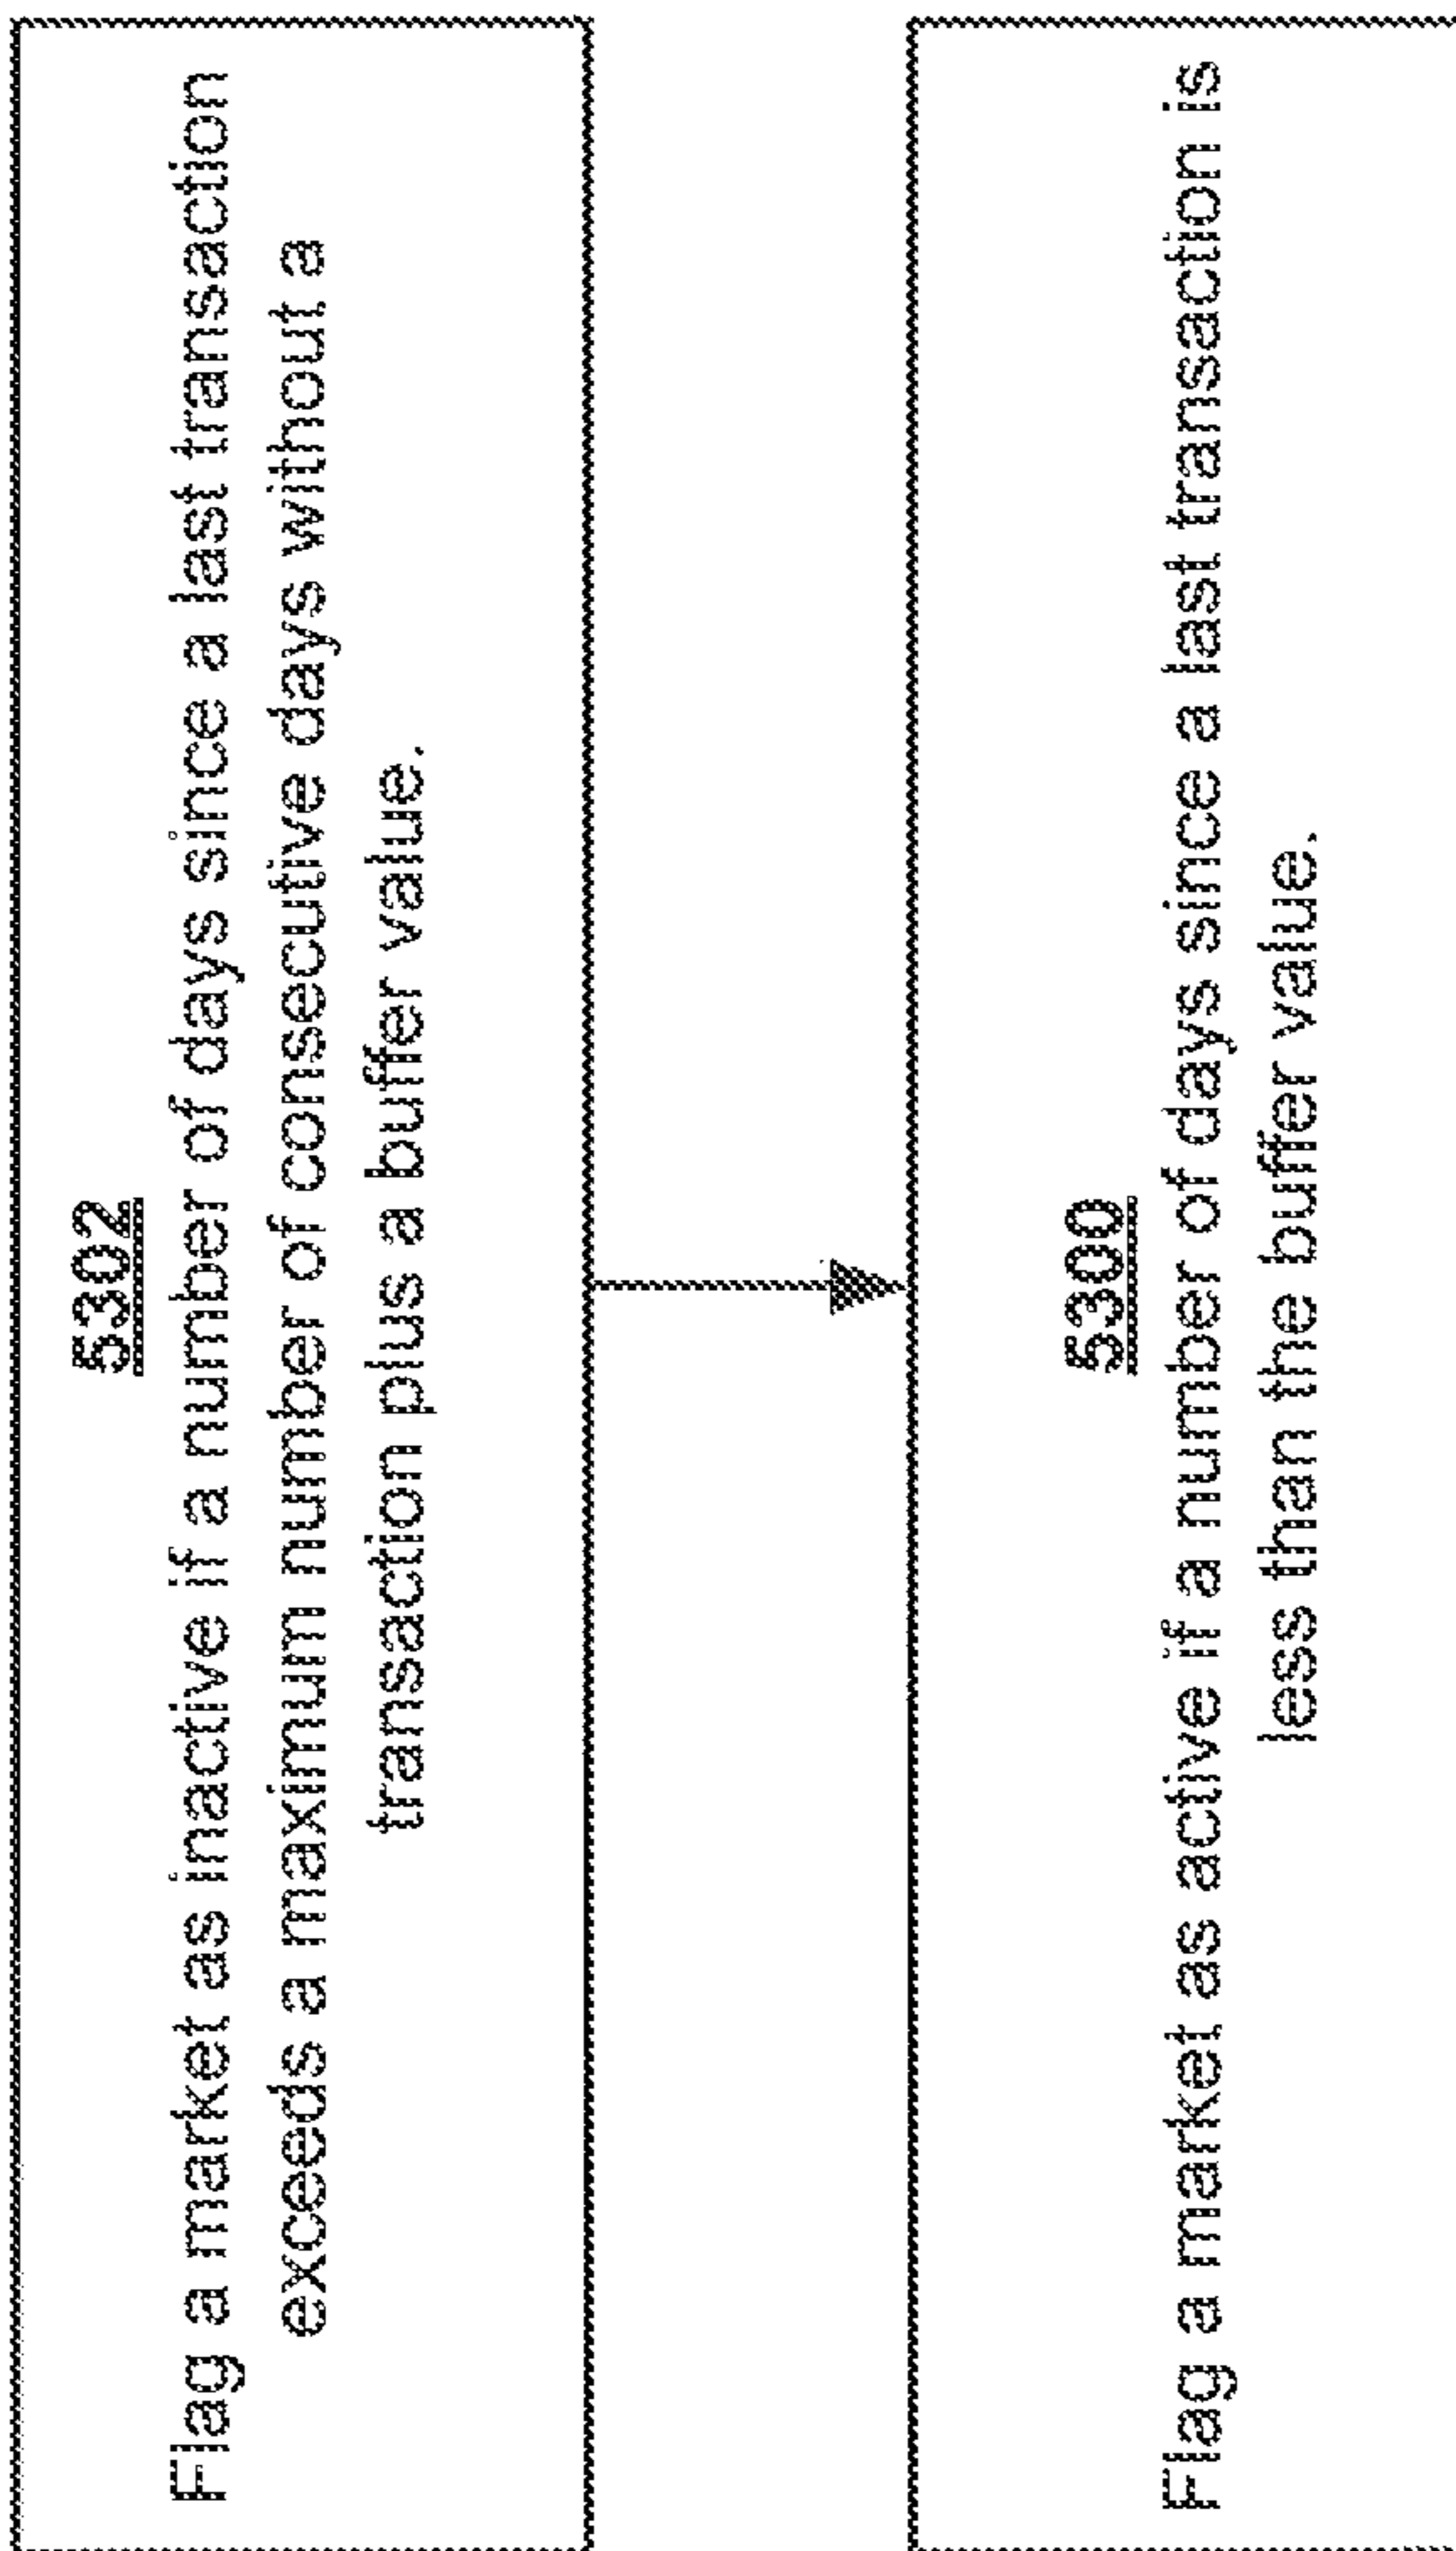 5302
Flag a market as inactive if a number of days since a last transaction
exceeds a maximum number of consecutive days without a
transaction plus a buffer value.
5300
Flag a market as active if a number of days since a last transaction is
less than the buffer value.